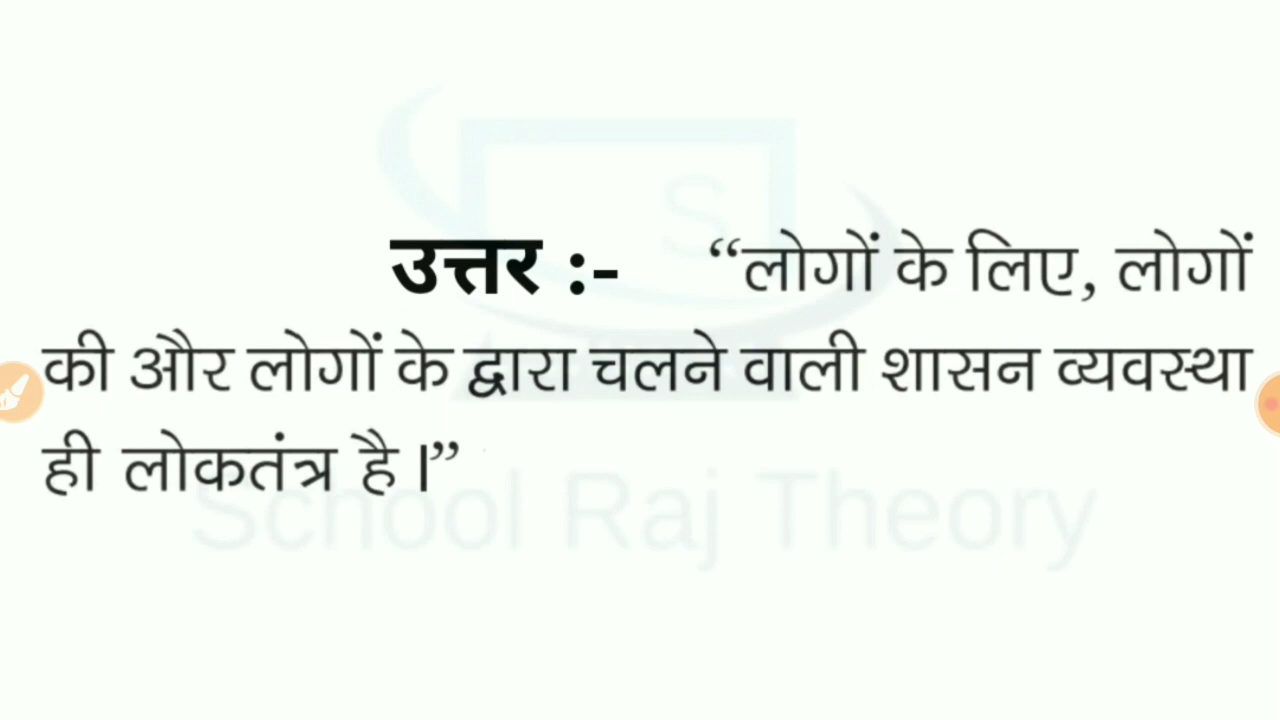 उत्तर :- “लोगों के लिए, लोगों
की और लोगों के द्वारा चलने वाली शासन व्यवस्था
ही लोकतंत्र है।”
S
School Raj Theory